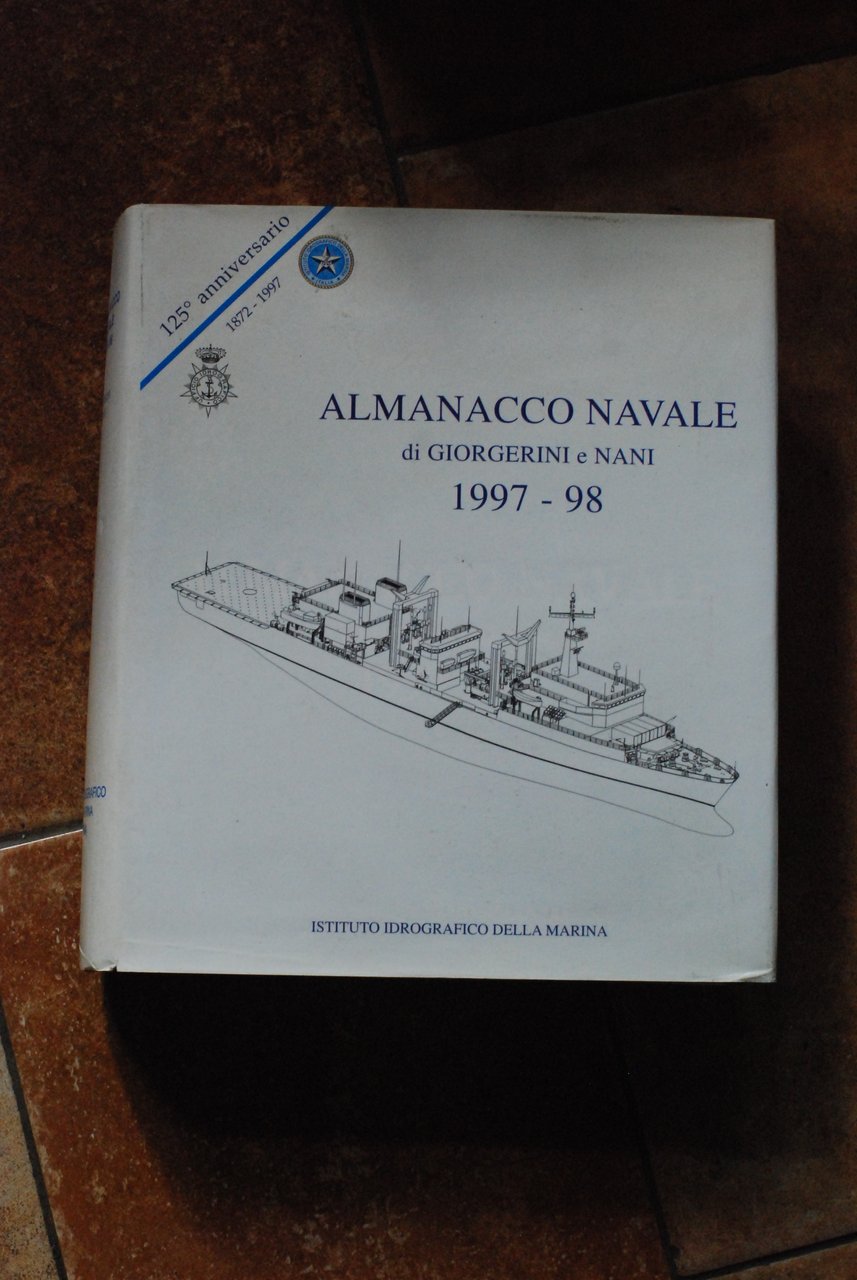 125° anniversario
1872 - 1997
ALMANACCO NAVALE
di GIORGERINI e NANI
1997 - 98
ISTITUTO IDROGRAFICO DELLA MARINA